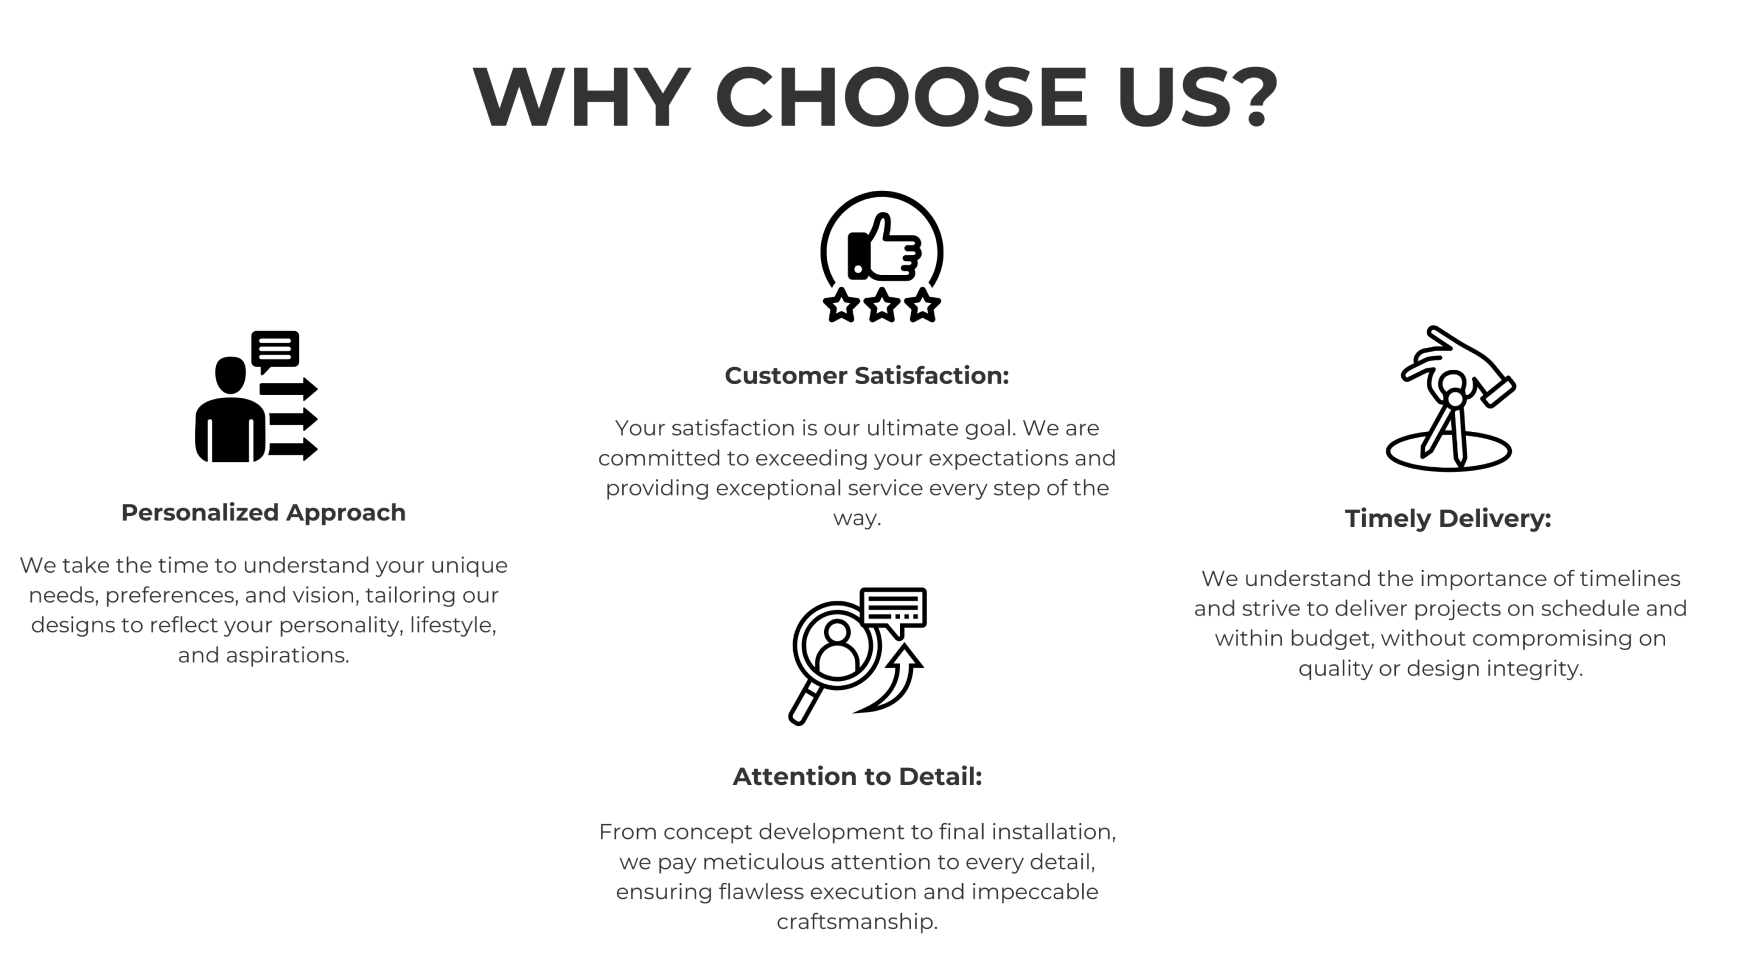 WHY CHOOSE US?
Personalized Approach
We take the time to understand your unique
needs, preferences, and vision, tailoring our
designs to reflect your personality, lifestyle,
and aspirations.
Customer Satisfaction:
Your satisfaction is our ultimate goal. We are
committed to exceeding your expectations and
providing exceptional service every step of the
way.
Attention to Detail:
From concept development to final installation,
we pay meticulous attention to every detail,
ensuring flawless execution and impeccable
craftsmanship.
Timely Delivery:
We understand the importance of timelines
and strive to deliver projects on schedule and
within budget, without compromising on
quality or design integrity.